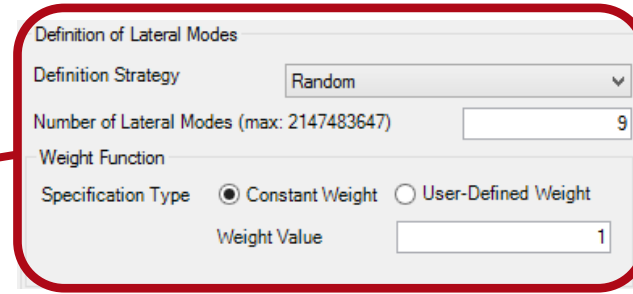 Definition of Lateral Modes
Definition Strategy Random
Number of Lateral Modes (max: 2147483647) 9
Weight Function
Specification Type Constant Weight User-Defined Weight
Weight Value 1